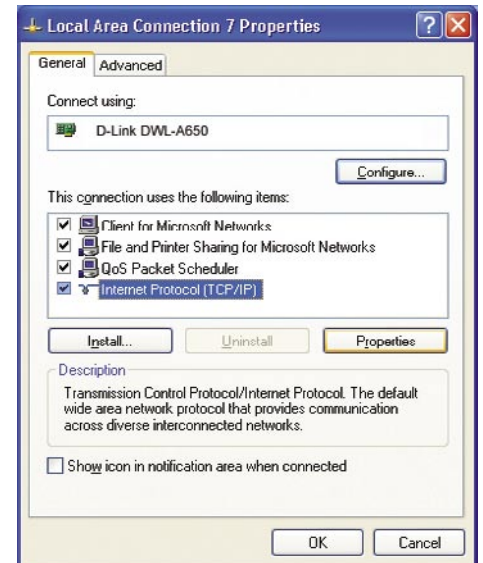 Local Area Connection 7 Properties
General Advanced
Connect using:
D-Link DWL-A650
Configure...
This connection uses the following items:
Client for Microsoft Networks
File and Printer Sharing for Microsoft Networks
QoS Packet Scheduler
Internet Protocol (TCP/IP)
Install... Uninstall Properties
Description
Transmission Control Protocol/Internet Protocol. The default
wide area network protocol that provides communication
across diverse interconnected networks.
Show icon in notification area when connected
OK Cancel